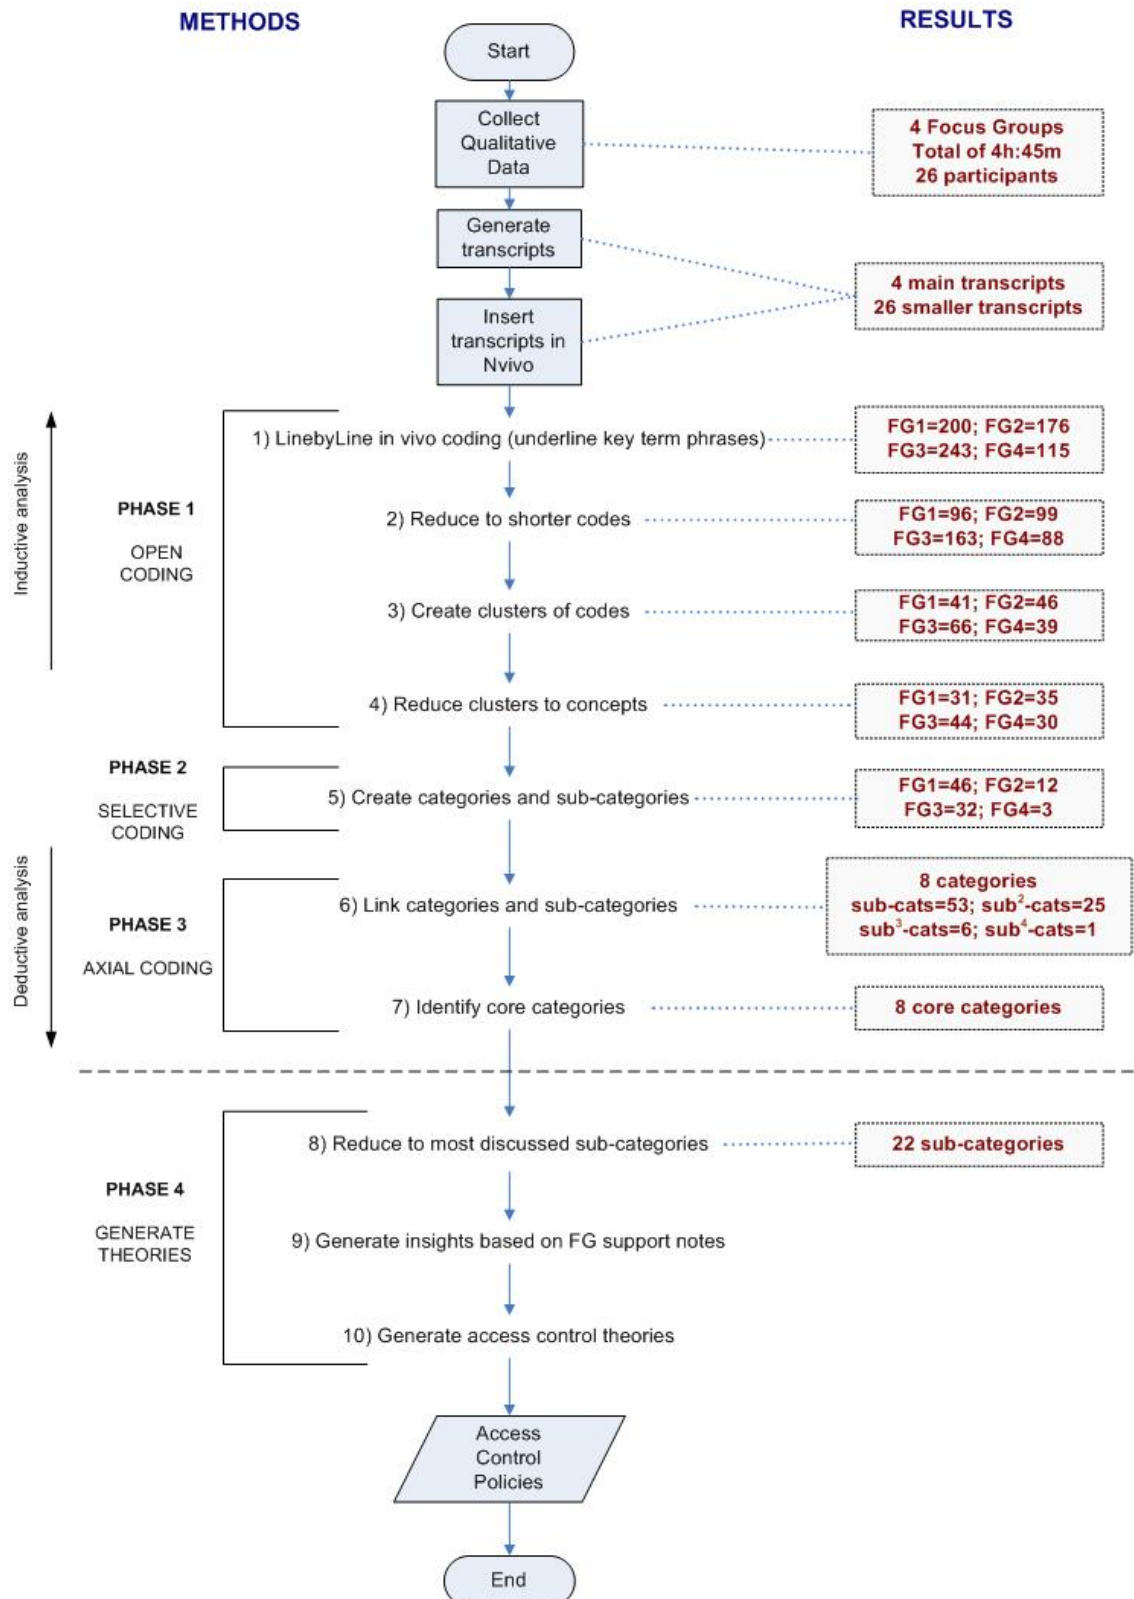 METHODS
RESULTS
Start
Collect
Qualitative
Data
4 Focus Groups
Total of 4h:45m
26 participants
Generate
transcripts
4 main transcripts
26 smaller transcripts
Insert
transcripts in
Nvivo
Inductive analysis
PHASE 1
OPEN
CODING
1) LinebyLine in vivo coding (underline key term phrases)
FG1=200; FG2=176
FG3=243; FG4=115
2) Reduce to shorter codes
FG1=96; FG2=99
FG3=163; FG4=88
3) Create clusters of codes
FG1=41; FG2=46
FG3=66; FG4=39
4) Reduce clusters to concepts
FG1=31; FG2=35
FG3=44; FG4=30
PHASE 2
SELECTIVE
CODING
5) Create categories and sub-categories
FG1=46; FG2=12
FG3=32; FG4=3
Deductive analysis
PHASE 3
AXIAL CODING
6) Link categories and sub-categories
8 categories
sub-cats=53; sub²-cats=25
sub³-cats=6; sub⁴-cats=1
7) Identify core categories
8 core categories
PHASE 4
GENERATE
THEORIES
8) Reduce to most discussed sub-categories
22 sub-categories
9) Generate insights based on FG support notes
10) Generate access control theories
Access
Control
Policies
End